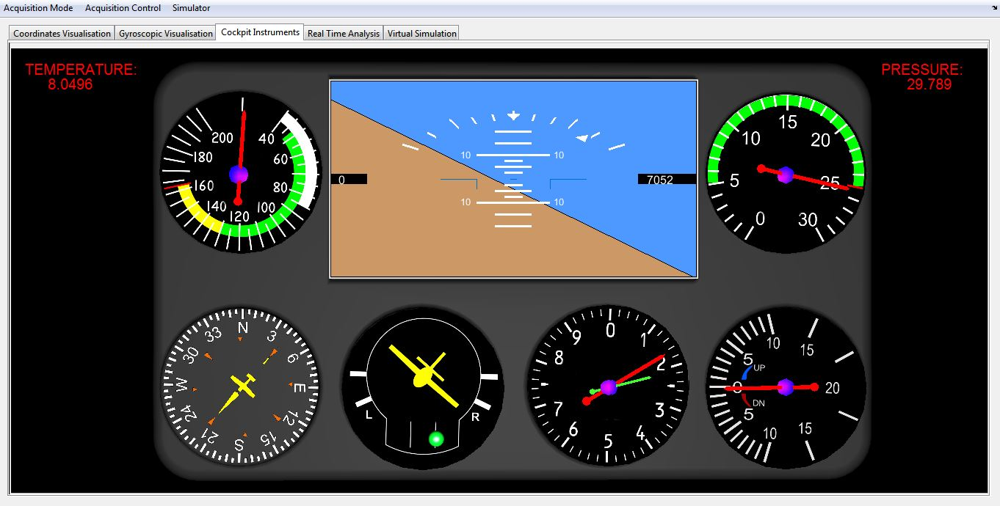 Acquisition Mode Acquisition Control Simulator
Coordinates Visualisation Gyroscopic Visualisation Cockpit Instruments Real Time Analysis Virtual Simulation
TEMPERATURE:
8.0496
PRESSURE:
29.789
200 40
180 60
160 80
140 100
120
10 10
0 7052
10 10
15
10 20
5 25
0 30
N
33 3
30 6
W E
24 12
21 15
S
L R
0
9 1
8 2
7 3
6 4
5
10 15
5 UP
0 20
DN
5
10 15